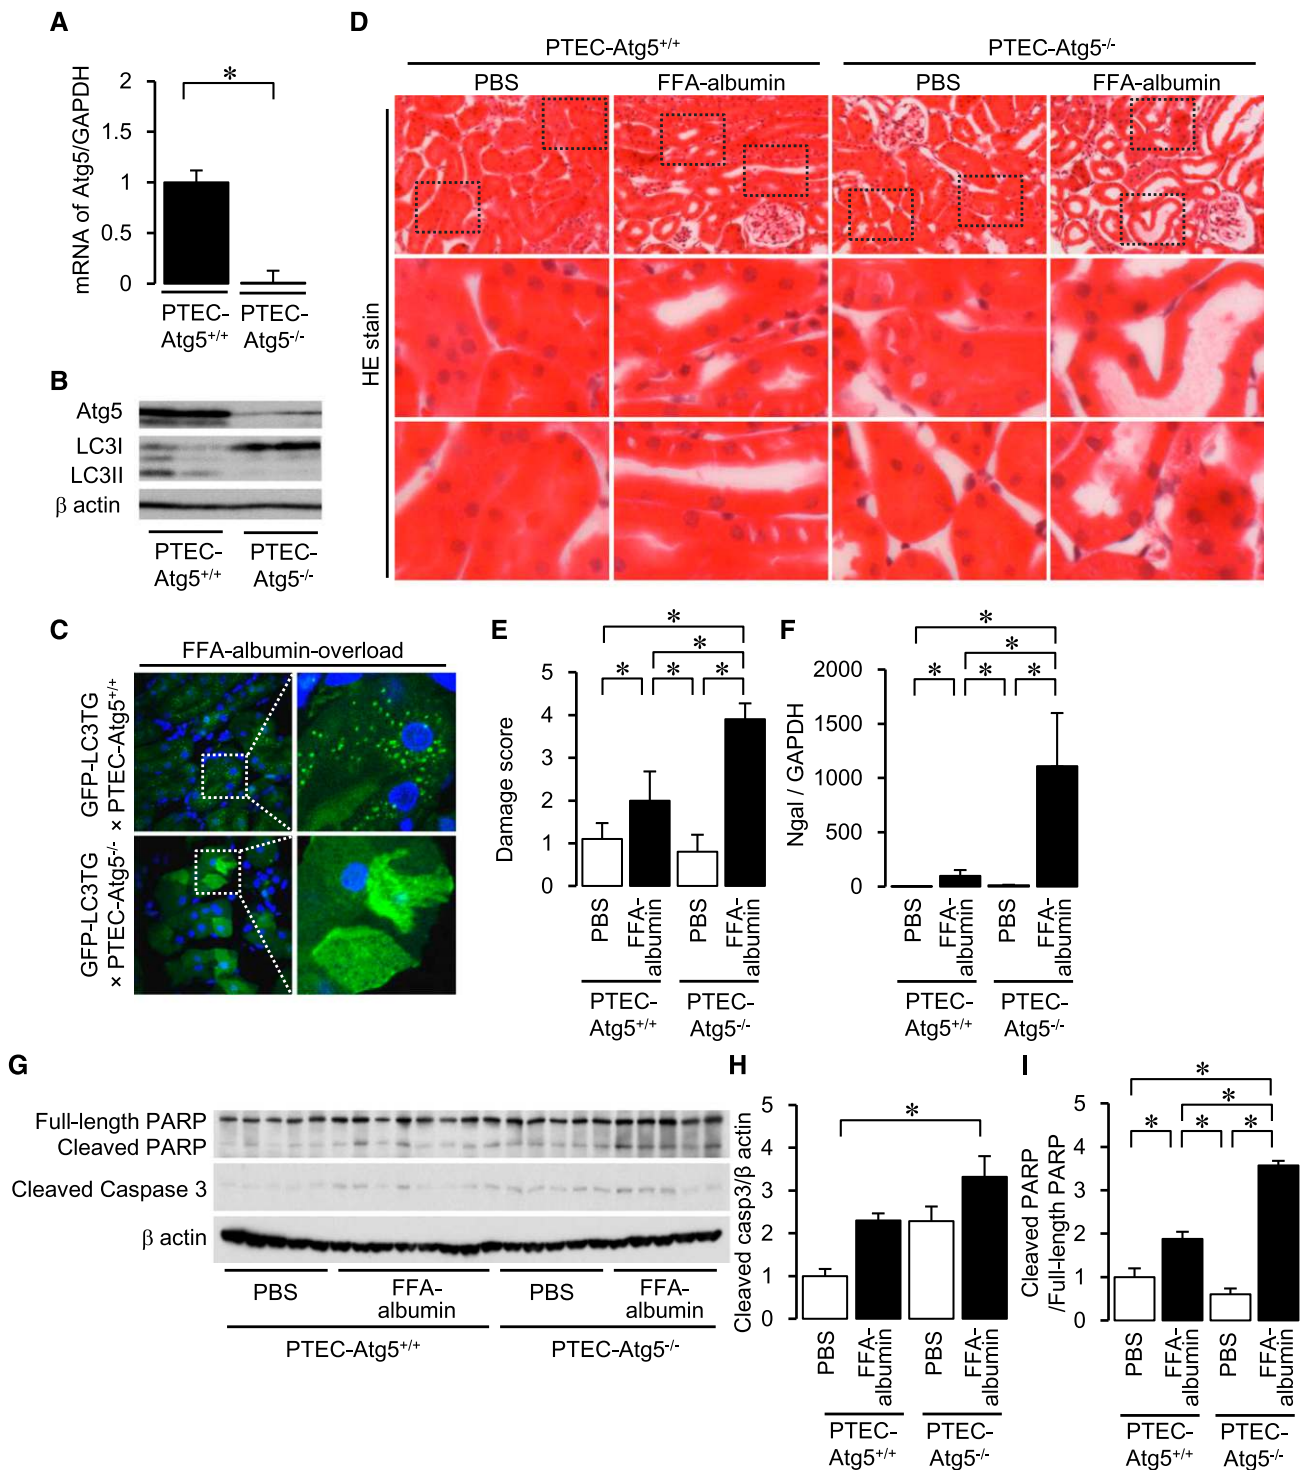 A
mRNA of Atg5/GAPDH
2
1.5
1
0.5
0
*
PTEC-
Atg5+/+
PTEC-
Atg5-/-
B
Atg5
LC3I
LC3II
β actin
PTEC-
Atg5+/+
PTEC-
Atg5-/-
C
FFA-albumin-overload
GFP-LC3TG
× PTEC-Atg5+/+
GFP-LC3TG
× PTEC-Atg5-/-
D
PTEC-Atg5+/+
PTEC-Atg5-/-
PBS
FFA-albumin
PBS
FFA-albumin
HE stain
E
Damage score
5
4
3
2
1
0
*
*
* * *
PBS
FFA-
albumin
PBS
FFA-
albumin
PTEC-
Atg5+/+
PTEC-
Atg5-/-
F
Ngal / GAPDH
2000
1500
1000
500
0
*
*
* * *
PBS
FFA-
albumin
PBS
FFA-
albumin
PTEC-
Atg5+/+
PTEC-
Atg5-/-
G
Full-length PARP
Cleaved PARP
Cleaved Caspase 3
β actin
PBS
FFA-
albumin
PBS
FFA-
albumin
PTEC-Atg5+/+
PTEC-Atg5-/-
H
Cleaved casp3/β actin
5
4
3
2
1
0
*
PBS
FFA-
albumin
PBS
FFA-
albumin
PTEC-
Atg5+/+
PTEC-
Atg5-/-
I
Cleaved PARP
/Full-length PARP
5
4
3
2
1
0
*
*
* * *
PBS
FFA-
albumin
PBS
FFA-
albumin
PTEC-
Atg5+/+
PTEC-
Atg5-/-